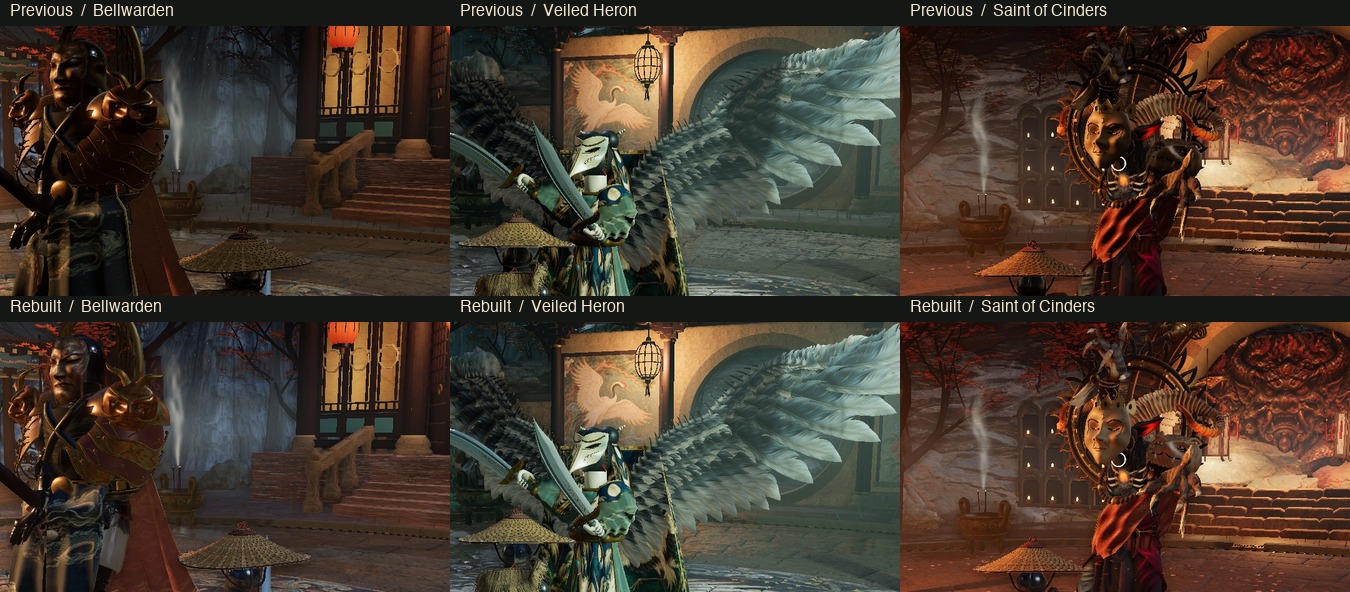 Previous / Bellwarden
Previous / Veiled Heron
Previous / Saint of Cinders
Rebuilt / Bellwarden
Rebuilt / Veiled Heron
Rebuilt / Saint of Cinders